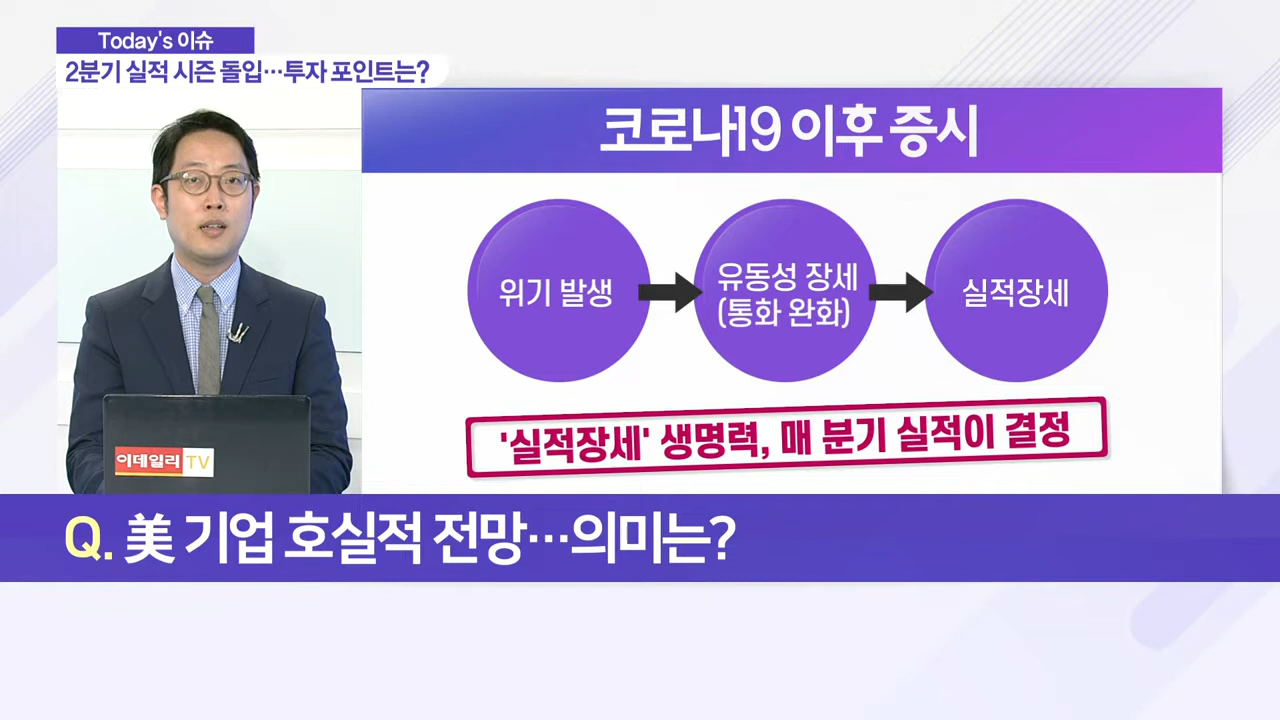 Today's 이슈
2분기 실적 시즌 돌입…투자 포인트는?
코로나19 이후 증시
위기 발생
유동성 장세
(통화 완화)
실적장세
'실적장세' 생명력, 매 분기 실적이 결정
이데일리 TV
Q. 美 기업 호실적 전망…의미는?